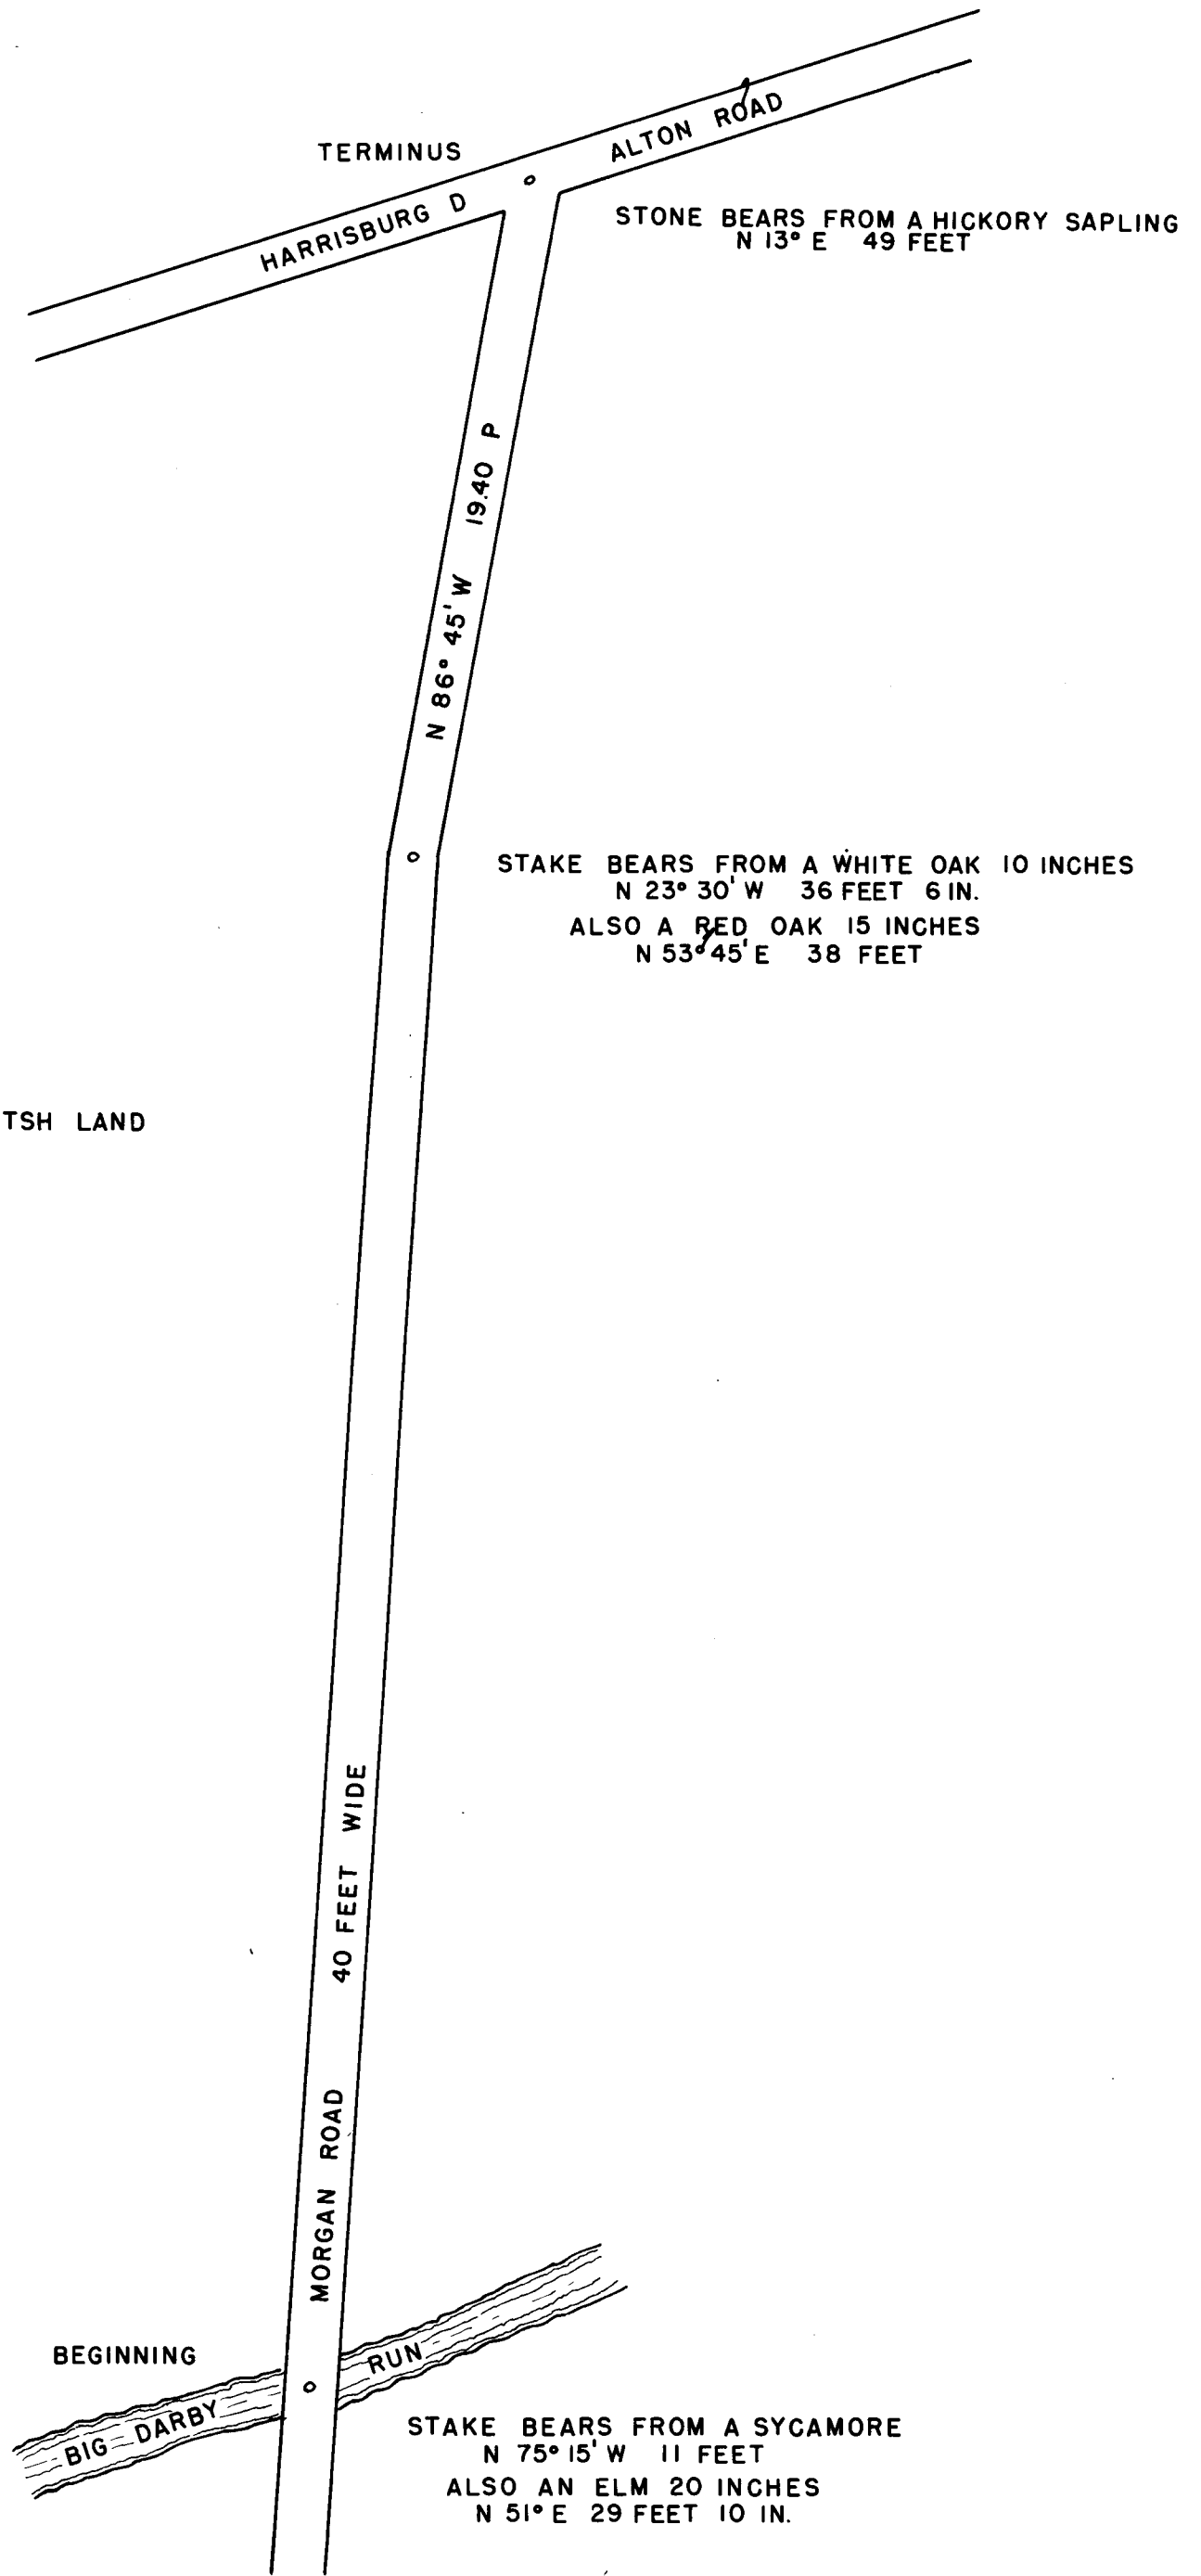 TERMINUS
ALTON ROAD
HARRISBURG D
STONE BEARS FROM A HICKORY SAPLING
N 13° E 49 FEET
N 86° 45' W 19.40 P
STAKE BEARS FROM A WHITE OAK 10 INCHES
N 23° 30' W 36 FEET 6 IN.
ALSO A RED OAK 15 INCHES
N 53° 45' E 38 FEET
TSH LAND
MORGAN ROAD 40 FEET WIDE
BEGINNING
BIG DARBY RUN
STAKE BEARS FROM A SYCAMORE
N 75° 15' W 11 FEET
ALSO AN ELM 20 INCHES
N 51° E 29 FEET 10 IN.